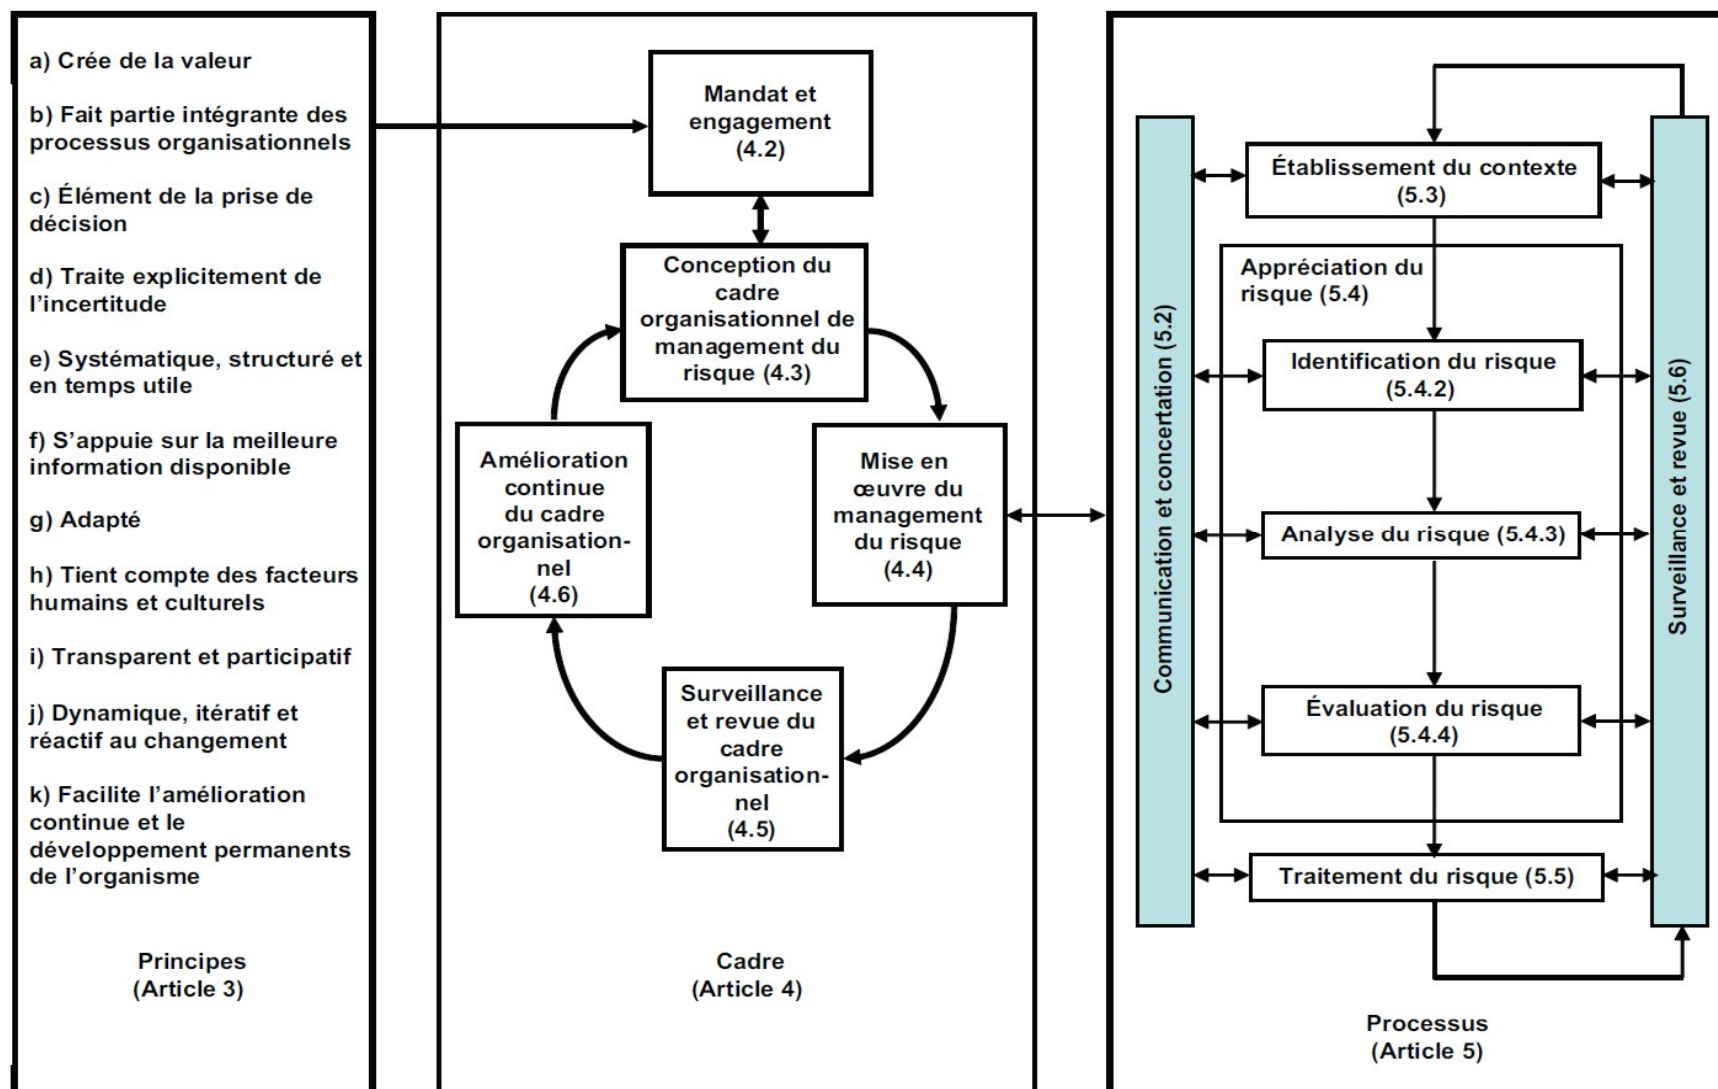 a) Crée de la valeur
b) Fait partie intégrante des
processus organisationnels
c) Élément de la prise de
décision
d) Traite explicitement de
l'incertitude
e) Systématique, structuré et
en temps utile
f) S'appuie sur la meilleure
information disponible
g) Adapté
h) Tient compte des facteurs
humains et culturels
i) Transparent et participatif
j) Dynamique, itératif et
réactif au changement
k) Facilite l'amélioration
continue et le
développement permanents
de l'organisme
Principes
(Article 3)
Mandat et
engagement
(4.2)
Conception du
cadre
organisationnel de
management du
risque (4.3)
Mise en
œuvre du
management
du risque
(4.4)
Surveillance
et revue du
cadre
organisation-
nel
(4.5)
Amélioration
continue
du cadre
organisation-
nel
(4.6)
Cadre
(Article 4)
Communication et concertation (5.2)
Établissement du contexte
(5.3)
Appréciation du
risque (5.4)
Identification du risque
(5.4.2)
Analyse du risque (5.4.3)
Évaluation du risque
(5.4.4)
Traitement du risque (5.5)
Surveillance et revue (5.6)
Processus
(Article 5)